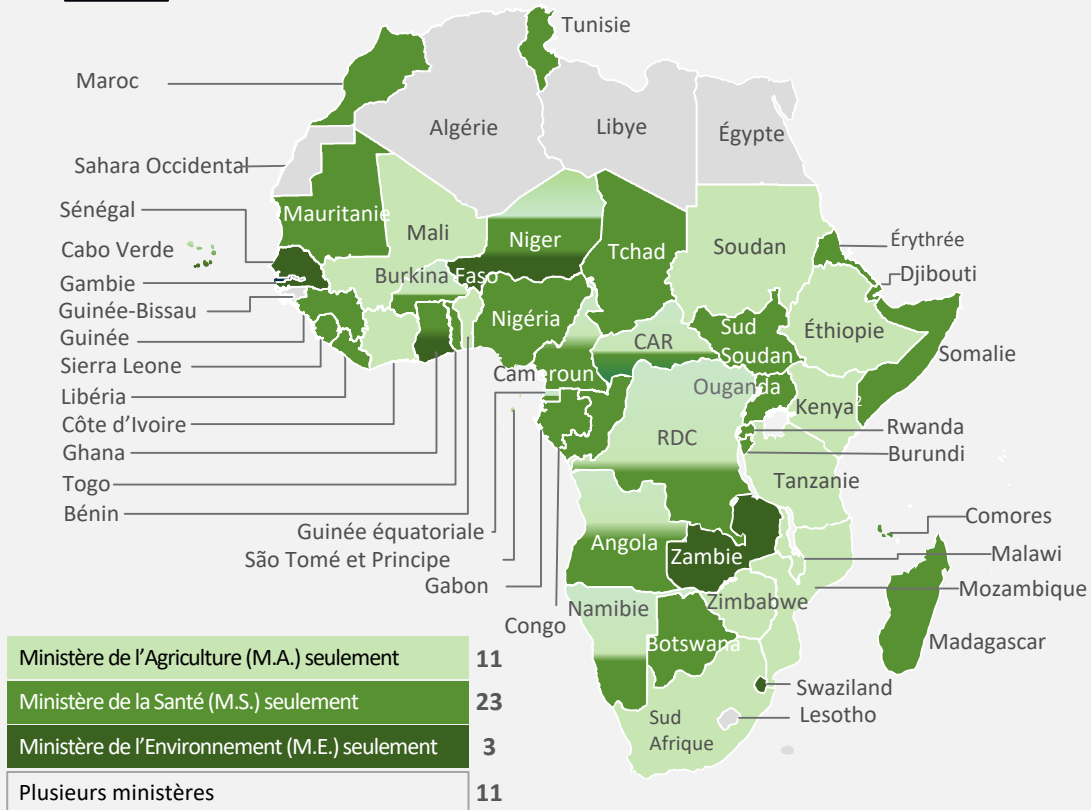 Tunisie
Maroc
Algérie
Libye
Égypte
Sahara Occidental
Sénégal
Mauritanie
Mali
Niger
Tchad
Soudan
Érythrée
Cabo Verde
Burkina Faso
Djibouti
Gambie
Guinée-Bissau
Nigéria
Sud
Soudan
Éthiopie
Guinée
CAR
Somalie
Sierra Leone
Cameroun
Ouganda
Libéria
Kenya2
Côte d'Ivoire
RDC
Rwanda
Ghana
Burundi
Togo
Tanzanie
Bénin
Guinée équatoriale
Comores
São Tomé et Principe
Angola
Zambie
Malawi
Gabon
Mozambique
Namibie
Zimbabwe
Congo
Botswana
Madagascar
Swaziland
Lesotho
Sud
Afrique
Ministère de l'Agriculture (M.A.) seulement 11
Ministère de la Santé (M.S.) seulement 23
Ministère de l'Environnement (M.E.) seulement 3
Plusieurs ministères 11